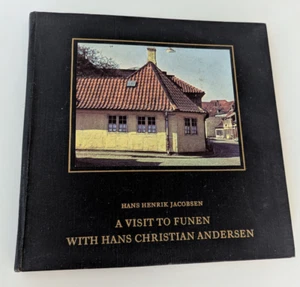 HANS HENRIK JACOBSEN
A VISIT TO FUNEN
WITH HANS CHRISTIAN ANDERSEN